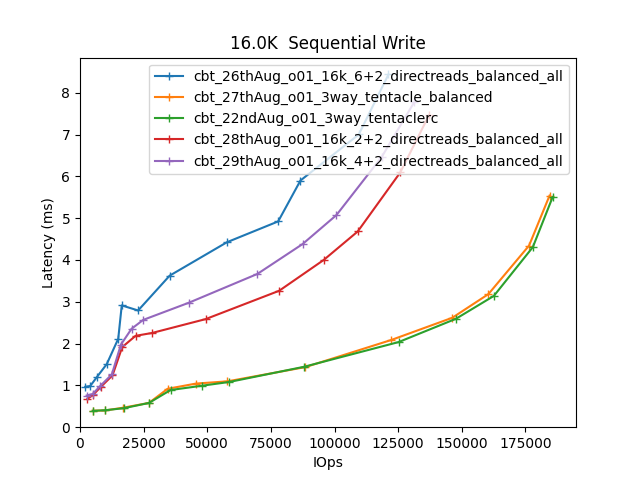 16.0K  Sequential Write
cbt_26thAug_o01_16k_6+2_directreads_balanced_all
cbt_27thAug_o01_3way_tentacle_balanced
cbt_22ndAug_o01_3way_tentaclerc
cbt_28thAug_o01_16k_2+2_directreads_balanced_all
cbt_29thAug_o01_16k_4+2_directreads_balanced_all
Latency (ms)
8
7
6
5
4
3
2
1
0
0 25000 50000 75000 100000 125000 150000 175000
IOps